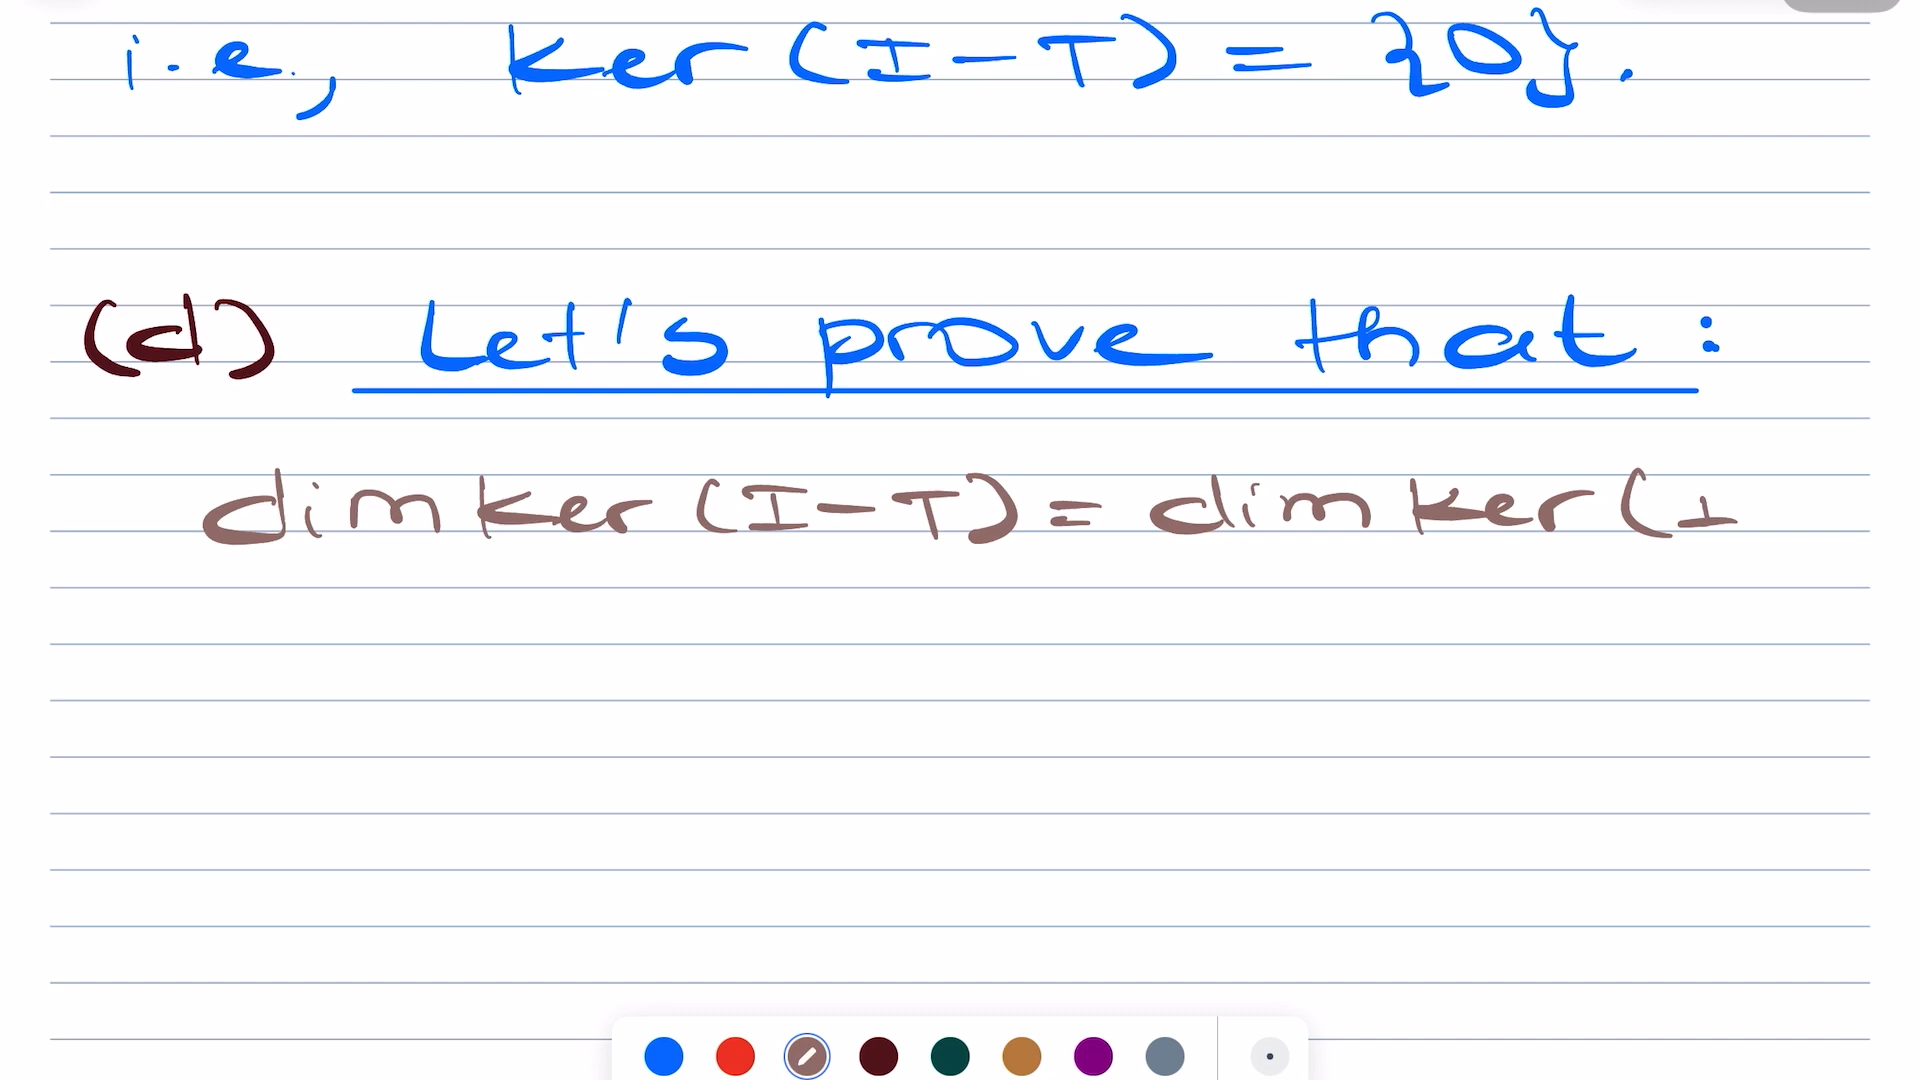 i.e., ker (I-T) = {0}.
(d) Let's prove that :
dim ker (I-T) = dim ker (I